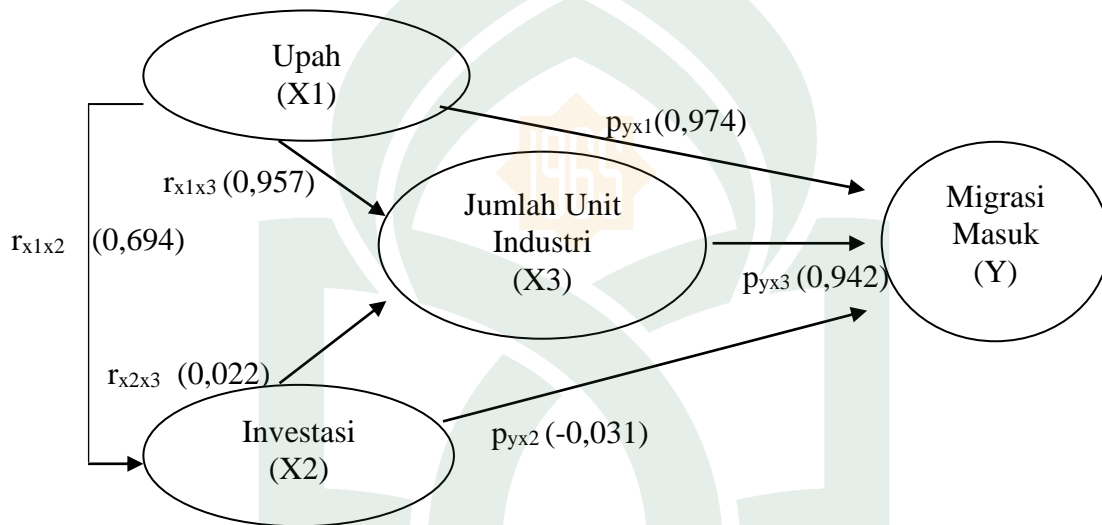 Upah
(X1)
pyx1(0,974)
rx1x3 (0,957)
1965
Jumlah Unit
Industri
(X3)
Migrasi
Masuk
(Y)
rx1x2 (0,694)
pyx3 (0,942)
rx2x3 (0,022)
Investasi
(X2)
pyx2 (-0,031)